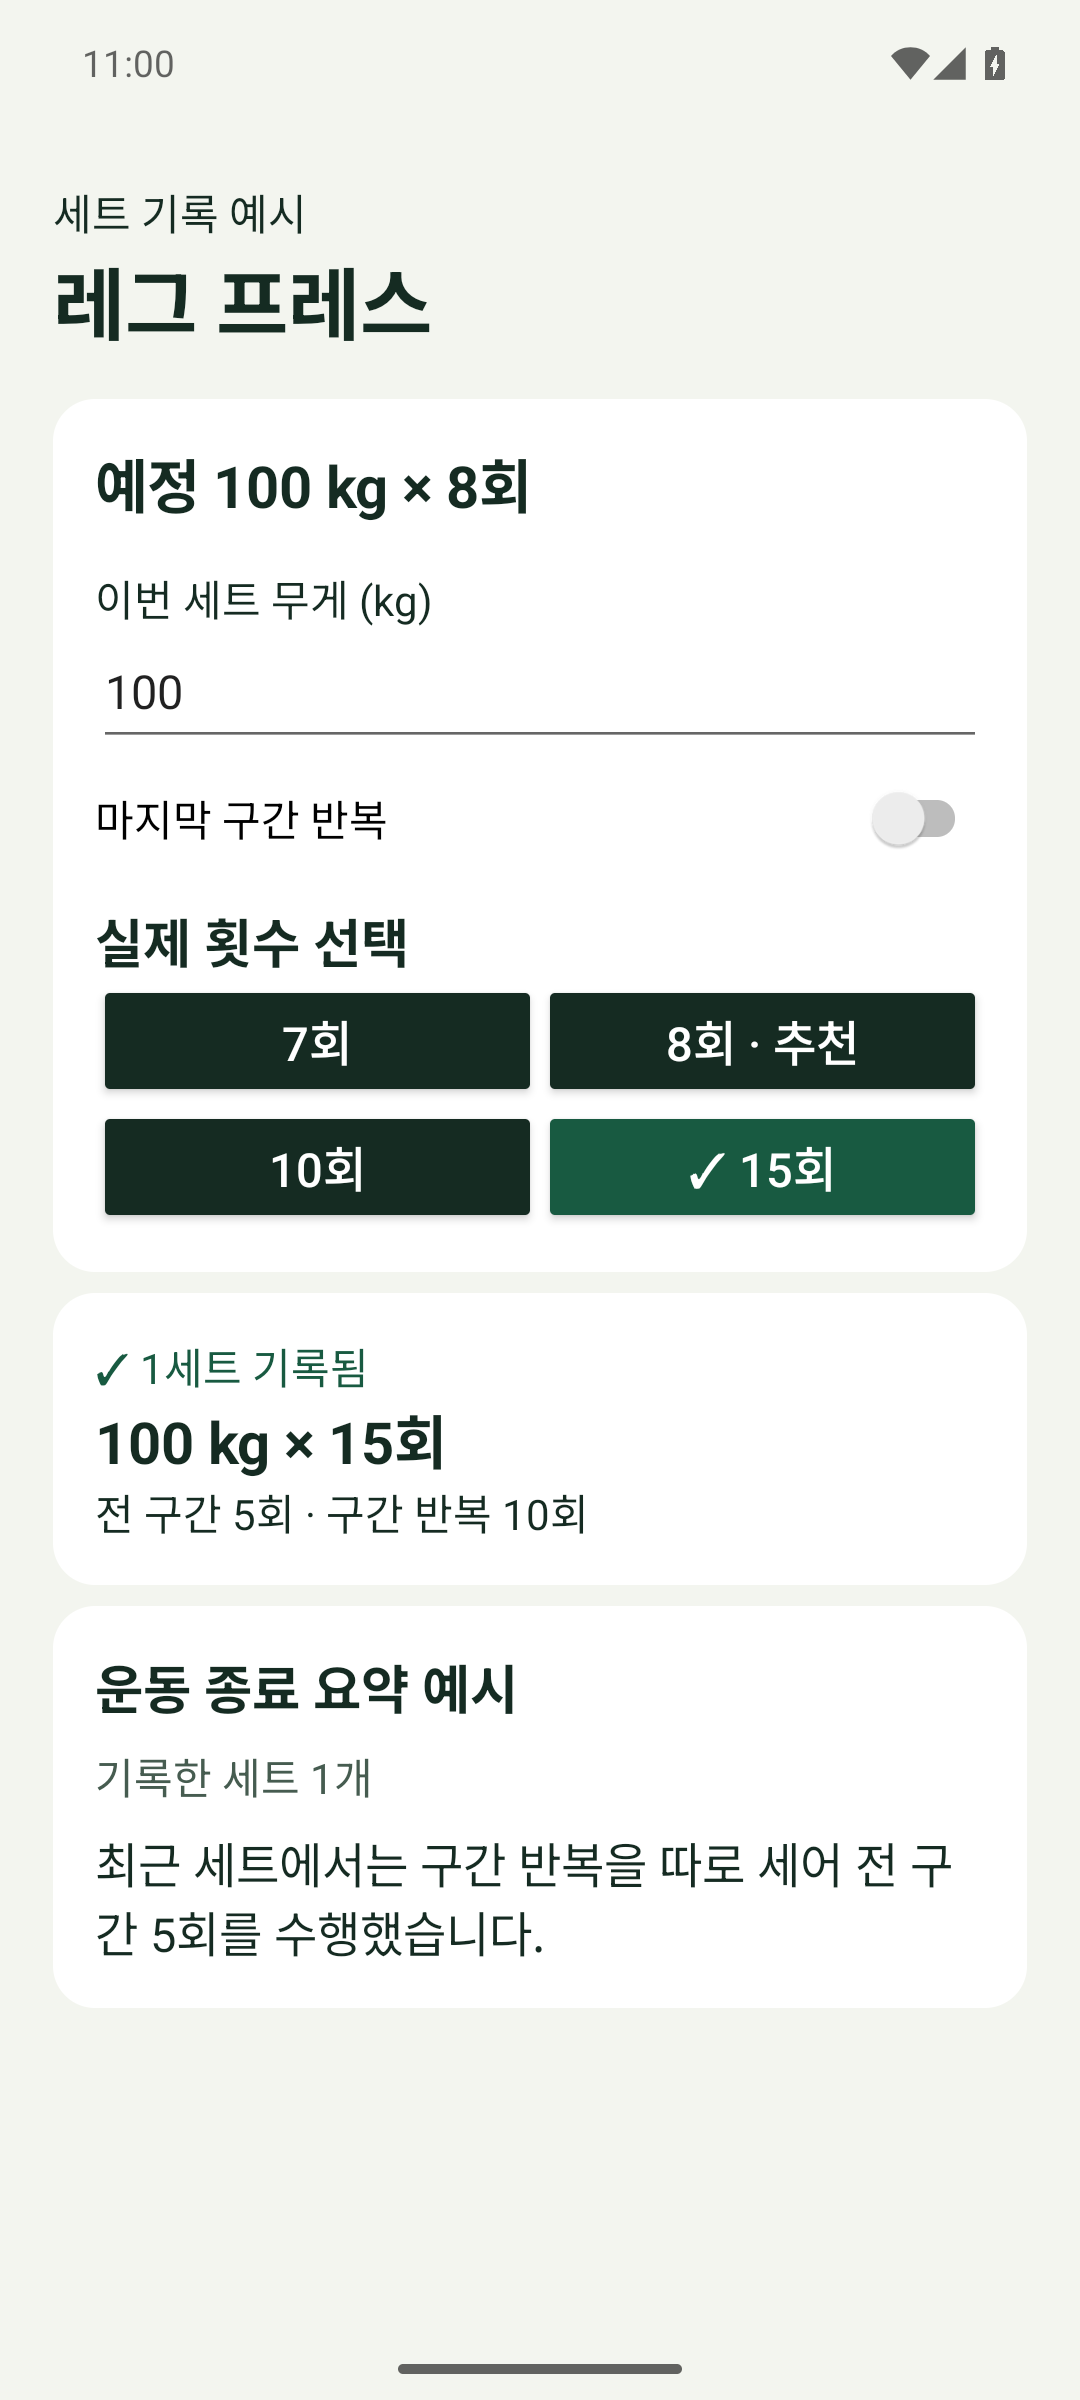 11:00
세트 기록 예시
레그 프레스
예정 100 kg × 8회
이번 세트 무게 (kg)
100
마지막 구간 반복
실제 횟수 선택
7회
8회 · 추천
10회
✓ 15회
✓ 1세트 기록됨
100 kg × 15회
전 구간 5회 · 구간 반복 10회
운동 종료 요약 예시
기록한 세트 1개
최근 세트에서는 구간 반복을 따로 세어 전 구
간 5회를 수행했습니다.